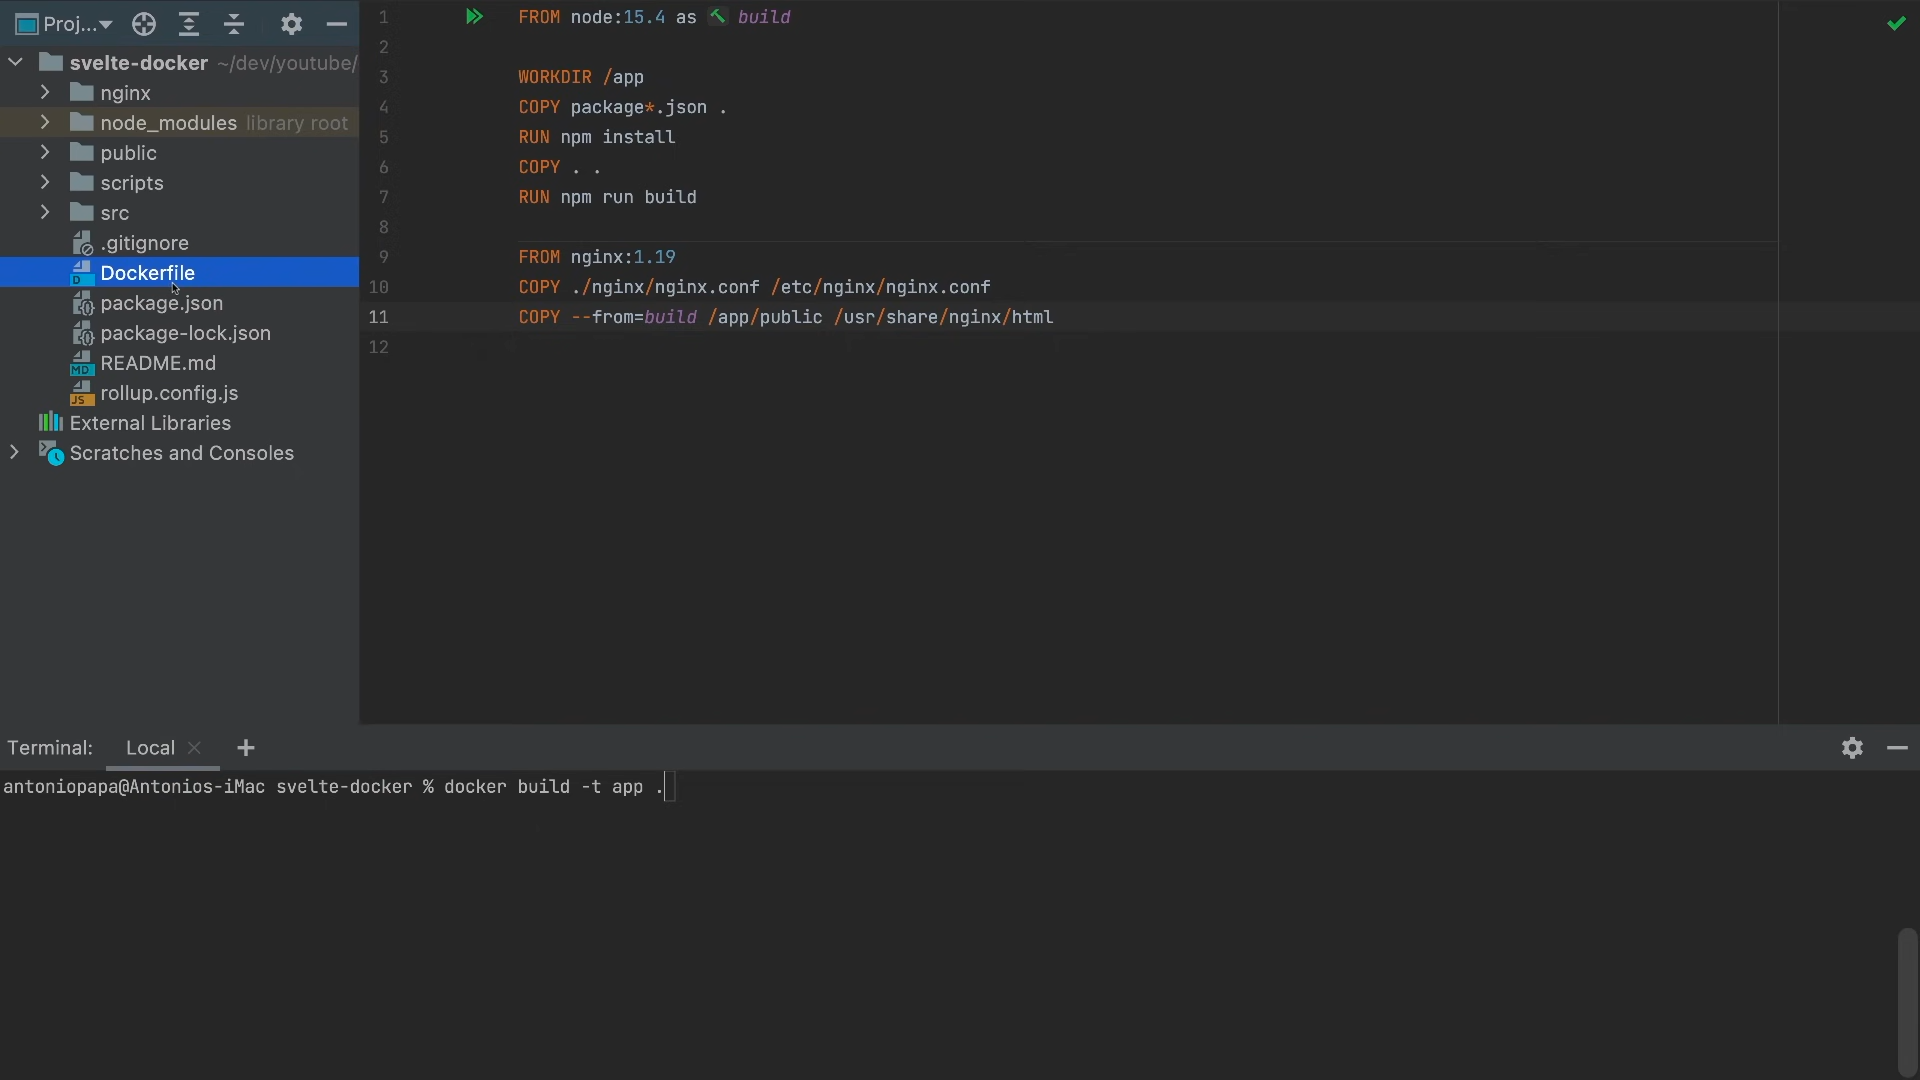 Proj...
svelte-docker ~/dev/youtube/
nginx
node_modules library root
public
scripts
src
.gitignore
Dockerfile
package.json
package-lock.json
README.md
rollup.config.js
External Libraries
Scratches and Consoles
1 FROM node:15.4 as build
2
3 WORKDIR /app
4 COPY package*.json .
5 RUN npm install
6 COPY . .
7 RUN npm run build
8
9 FROM nginx:1.19
10 COPY ./nginx/nginx.conf /etc/nginx/nginx.conf
11 COPY --from=build /app/public /usr/share/nginx/html
12
Terminal: Local
antoniopapa@Antonios-iMac svelte-docker % docker build -t app .